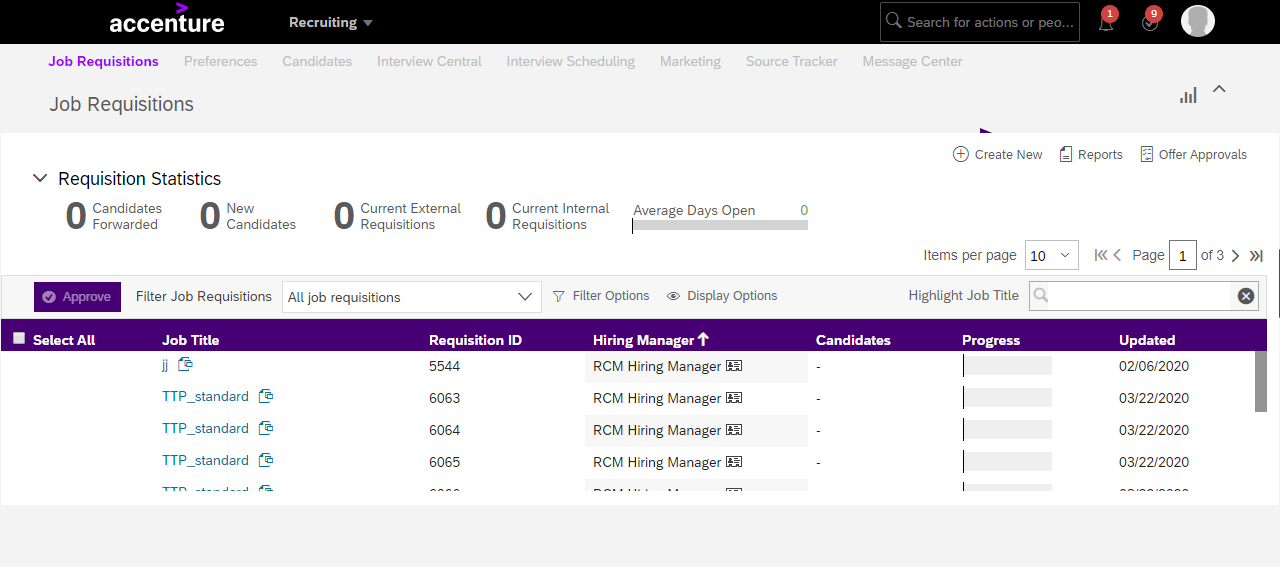 accenture Recruiting Search for actions or peo... 1 9
Job Requisitions Preferences Candidates Interview Central Interview Scheduling Marketing Source Tracker Message Center
Job Requisitions
Create New Reports Offer Approvals
Requisition Statistics
0 Candidates Forwarded 0 New Candidates 0 Current External Requisitions 0 Current Internal Requisitions Average Days Open 0
Items per page 10 Page 1 of 3
Approve Filter Job Requisitions All job requisitions Filter Options Display Options Highlight Job Title
Select All Job Title Requisition ID Hiring Manager Candidates Progress Updated
jj 5544 RCM Hiring Manager - 02/06/2020
TTP_standard 6063 RCM Hiring Manager - 03/22/2020
TTP_standard 6064 RCM Hiring Manager - 03/22/2020
TTP_standard 6065 RCM Hiring Manager - 03/22/2020